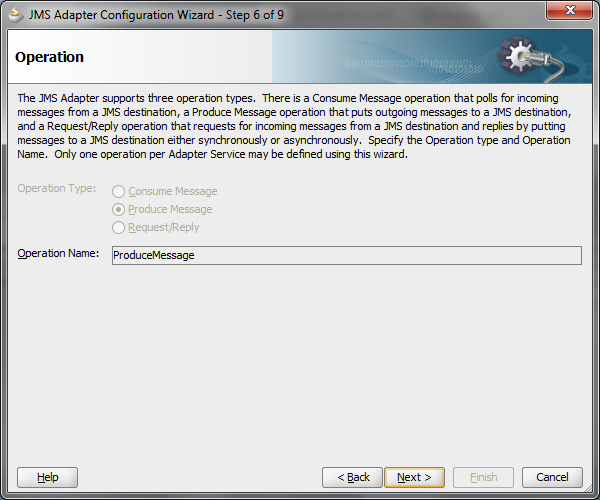 JMS Adapter Configuration Wizard - Step 6 of 9
Operation
0101010101010101010101010101
01010101010
The JMS Adapter supports three operation types.  There is a Consume Message operation that polls for incoming
messages from a JMS destination, a Produce Message operation that puts outgoing messages to a JMS destination,
and a Request/Reply operation that requests for incoming messages from a JMS destination and replies by putting
messages to a JMS destination either synchronously or asynchronously.  Specify the Operation type and Operation
Name.  Only one operation per Adapter Service may be defined using this wizard.
Operation Type:
Consume Message
Produce Message
Request/Reply
Operation Name: ProduceMessage
Help < Back Next > Finish Cancel